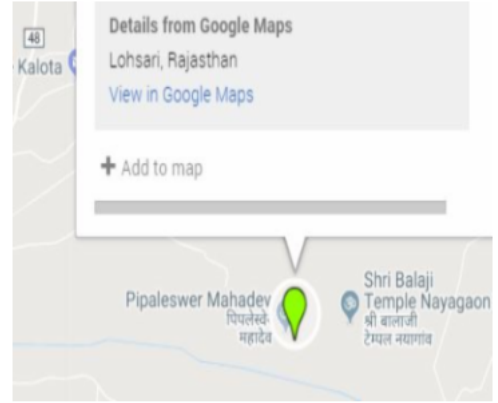 Details from Google Maps
48
Lohsari, Rajasthan
Kalota
View in Google Maps
Add to map
Pipaleswer Mahadev
पिपलेस्वे-
महादेव
Shri Balaji
Temple Nayagaon
श्री बालाजी
टेम्पल नयागांव